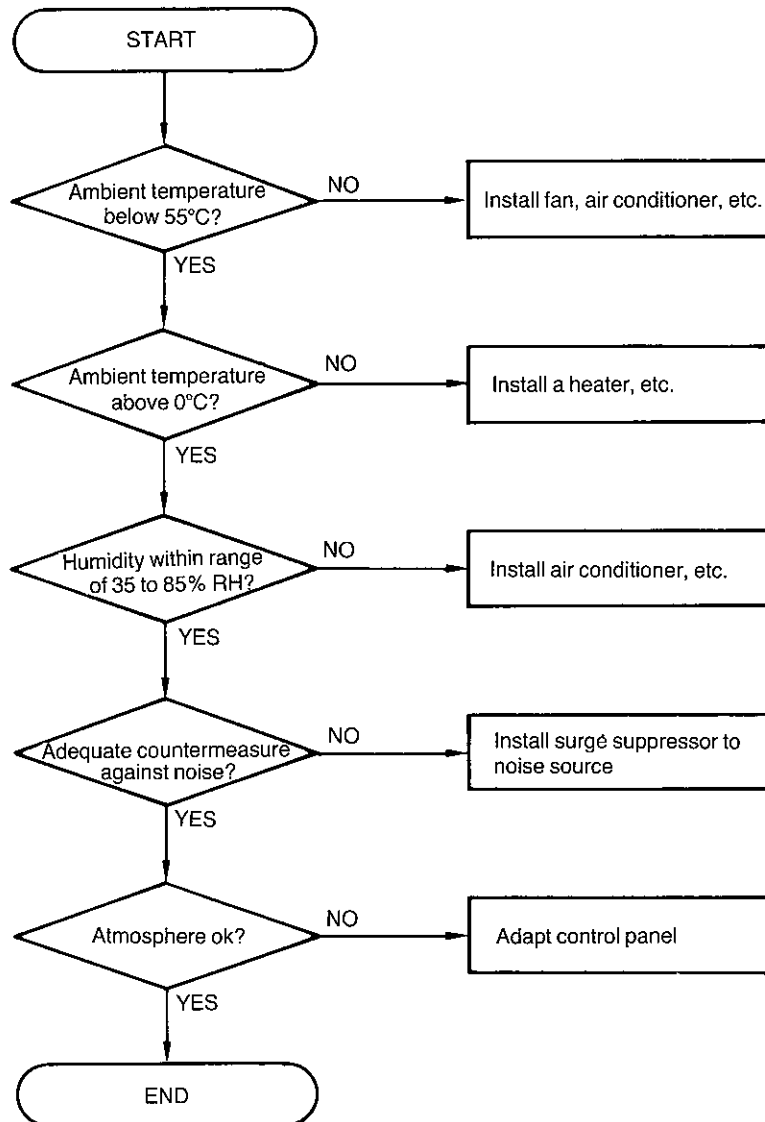 START
Ambient temperature
below 55°C?
NO
Install fan, air conditioner, etc.
YES
Ambient temperature
above 0°C?
NO
Install a heater, etc.
YES
Humidity within range
of 35 to 85% RH?
NO
Install air conditioner, etc.
YES
Adequate countermeasure
against noise?
NO
Install surge suppressor to
noise source
YES
Atmosphere ok?
NO
Adapt control panel
YES
END